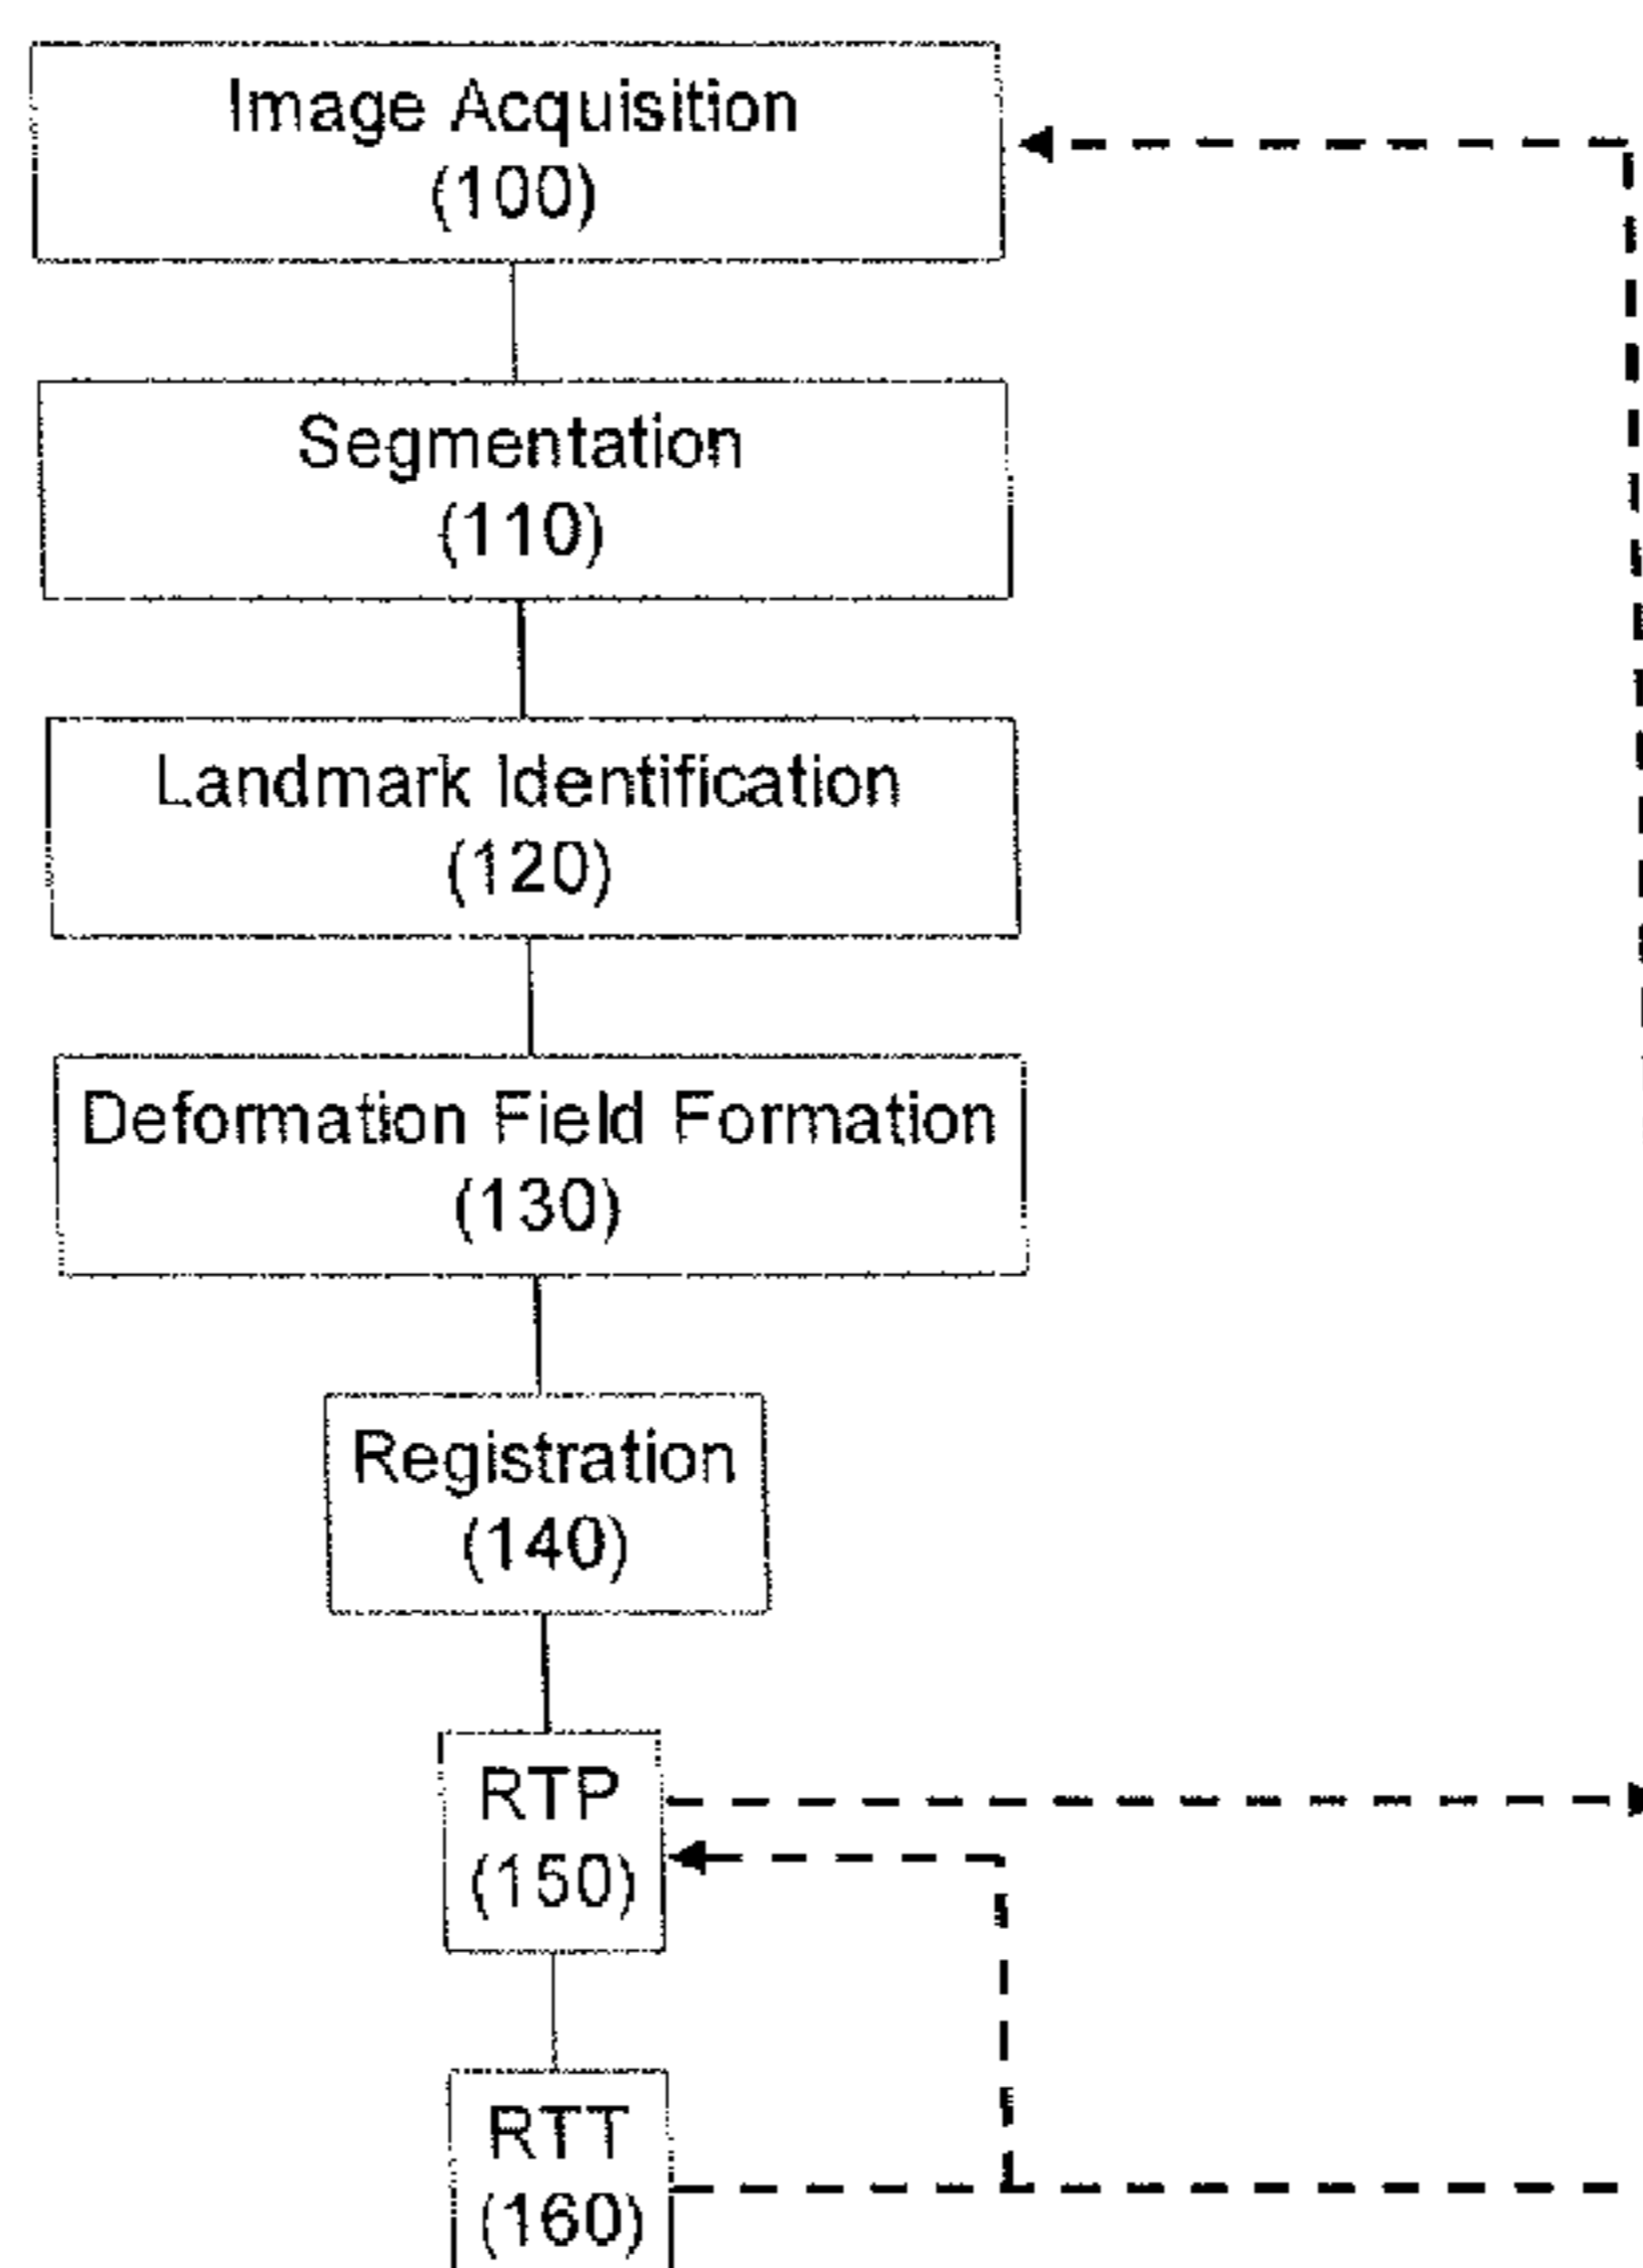 Image Acquisition
(100)
Segmentation
(110)
Landmark Identification
(120)
Deformation Field Formation
(130)
Registration
(140)
RTP
(150)
RTT
(160)